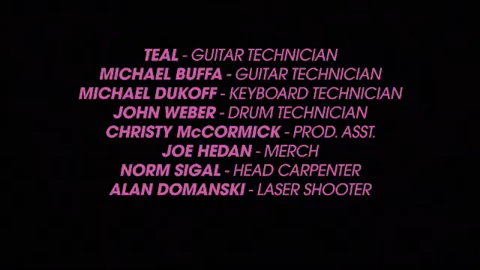 TEAL - GUITAR TECHNICIAN
MICHAEL BUFFA - GUITAR TECHNICIAN
MICHAEL DUKOFF - KEYBOARD TECHNICIAN
JOHN WEBER - DRUM TECHNICIAN
CHRISTY McCORMICK - PROD. ASST.
JOE HEDAN - MERCH
NORM SIGAL - HEAD CARPENTER
ALAN DOMANSKI - LASER SHOOTER